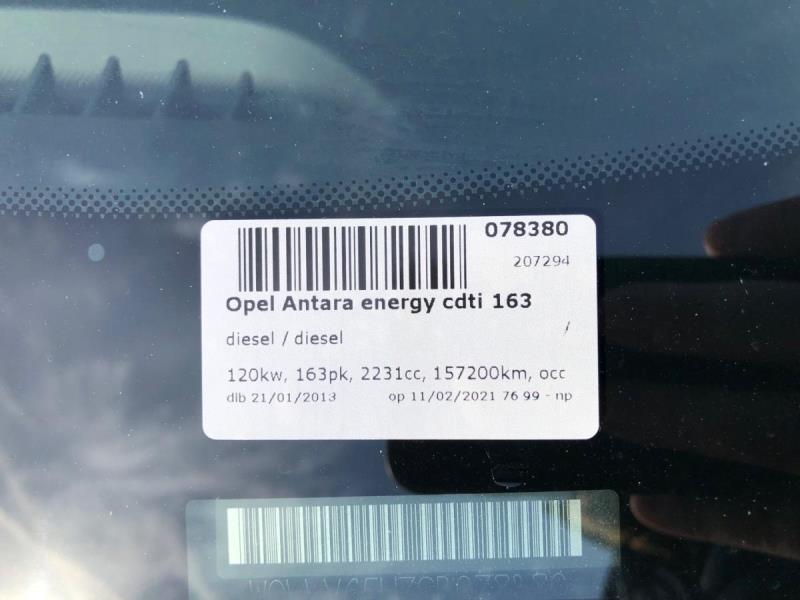 078380
207294
Opel Antara energy cdti 163
diesel / diesel /
120kw, 163pk, 2231cc, 157200km, occ
dib 21/01/2013 op 11/02/2021 76 99 - np